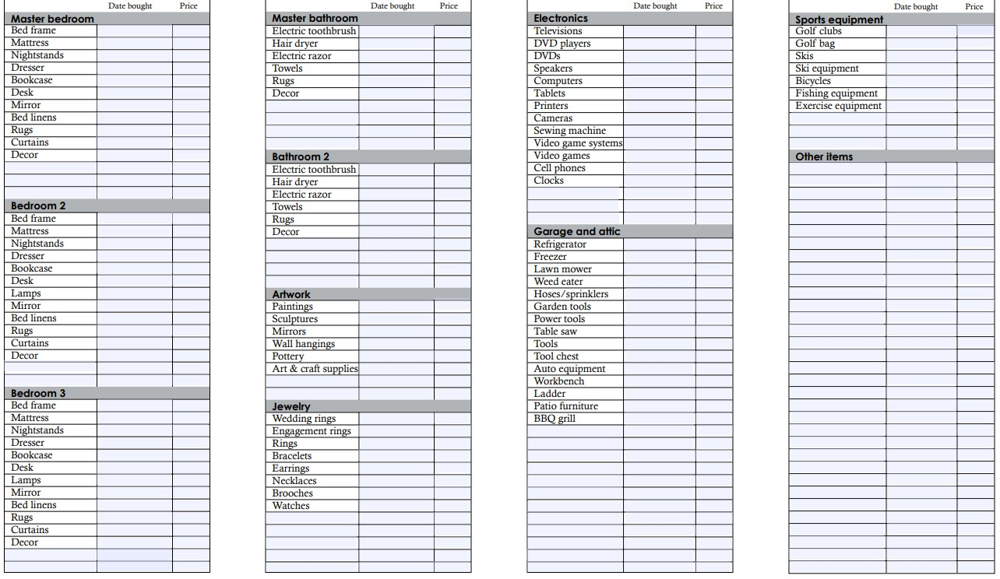 Date bought Price
Master bedroom
Bed frame
Mattress
Nightstands
Dresser
Bookcase
Desk
Mirror
Bed linens
Rugs
Curtains
Decor
Bedroom 2
Bed frame
Mattress
Nightstands
Dresser
Bookcase
Desk
Lamps
Mirror
Bed linens
Rugs
Curtains
Decor
Bedroom 3
Bed frame
Mattress
Nightstands
Dresser
Bookcase
Desk
Lamps
Mirror
Bed linens
Rugs
Curtains
Decor
Date bought Price
Master bathroom
Electric toothbrush
Hair dryer
Electric razor
Towels
Rugs
Decor
Bathroom 2
Electric toothbrush
Hair dryer
Electric razor
Towels
Rugs
Decor
Artwork
Paintings
Sculptures
Mirrors
Wall hangings
Pottery
Art & craft supplies
Jewelry
Wedding rings
Engagement rings
Rings
Bracelets
Earrings
Necklaces
Brooches
Watches
Date bought Price
Electronics
Televisions
DVD players
DVDs
Speakers
Computers
Tablets
Printers
Cameras
Sewing machine
Video game systems
Video games
Cell phones
Clocks
Garage and attic
Refrigerator
Freezer
Lawn mower
Weed eater
Hoses/sprinklers
Garden tools
Power tools
Table saw
Tools
Tool chest
Auto equipment
Workbench
Ladder
Patio furniture
BBQ grill
Date bought Price
Sports equipment
Golf clubs
Golf bag
Skis
Ski equipment
Bicycles
Fishing equipment
Exercise equipment
Other items